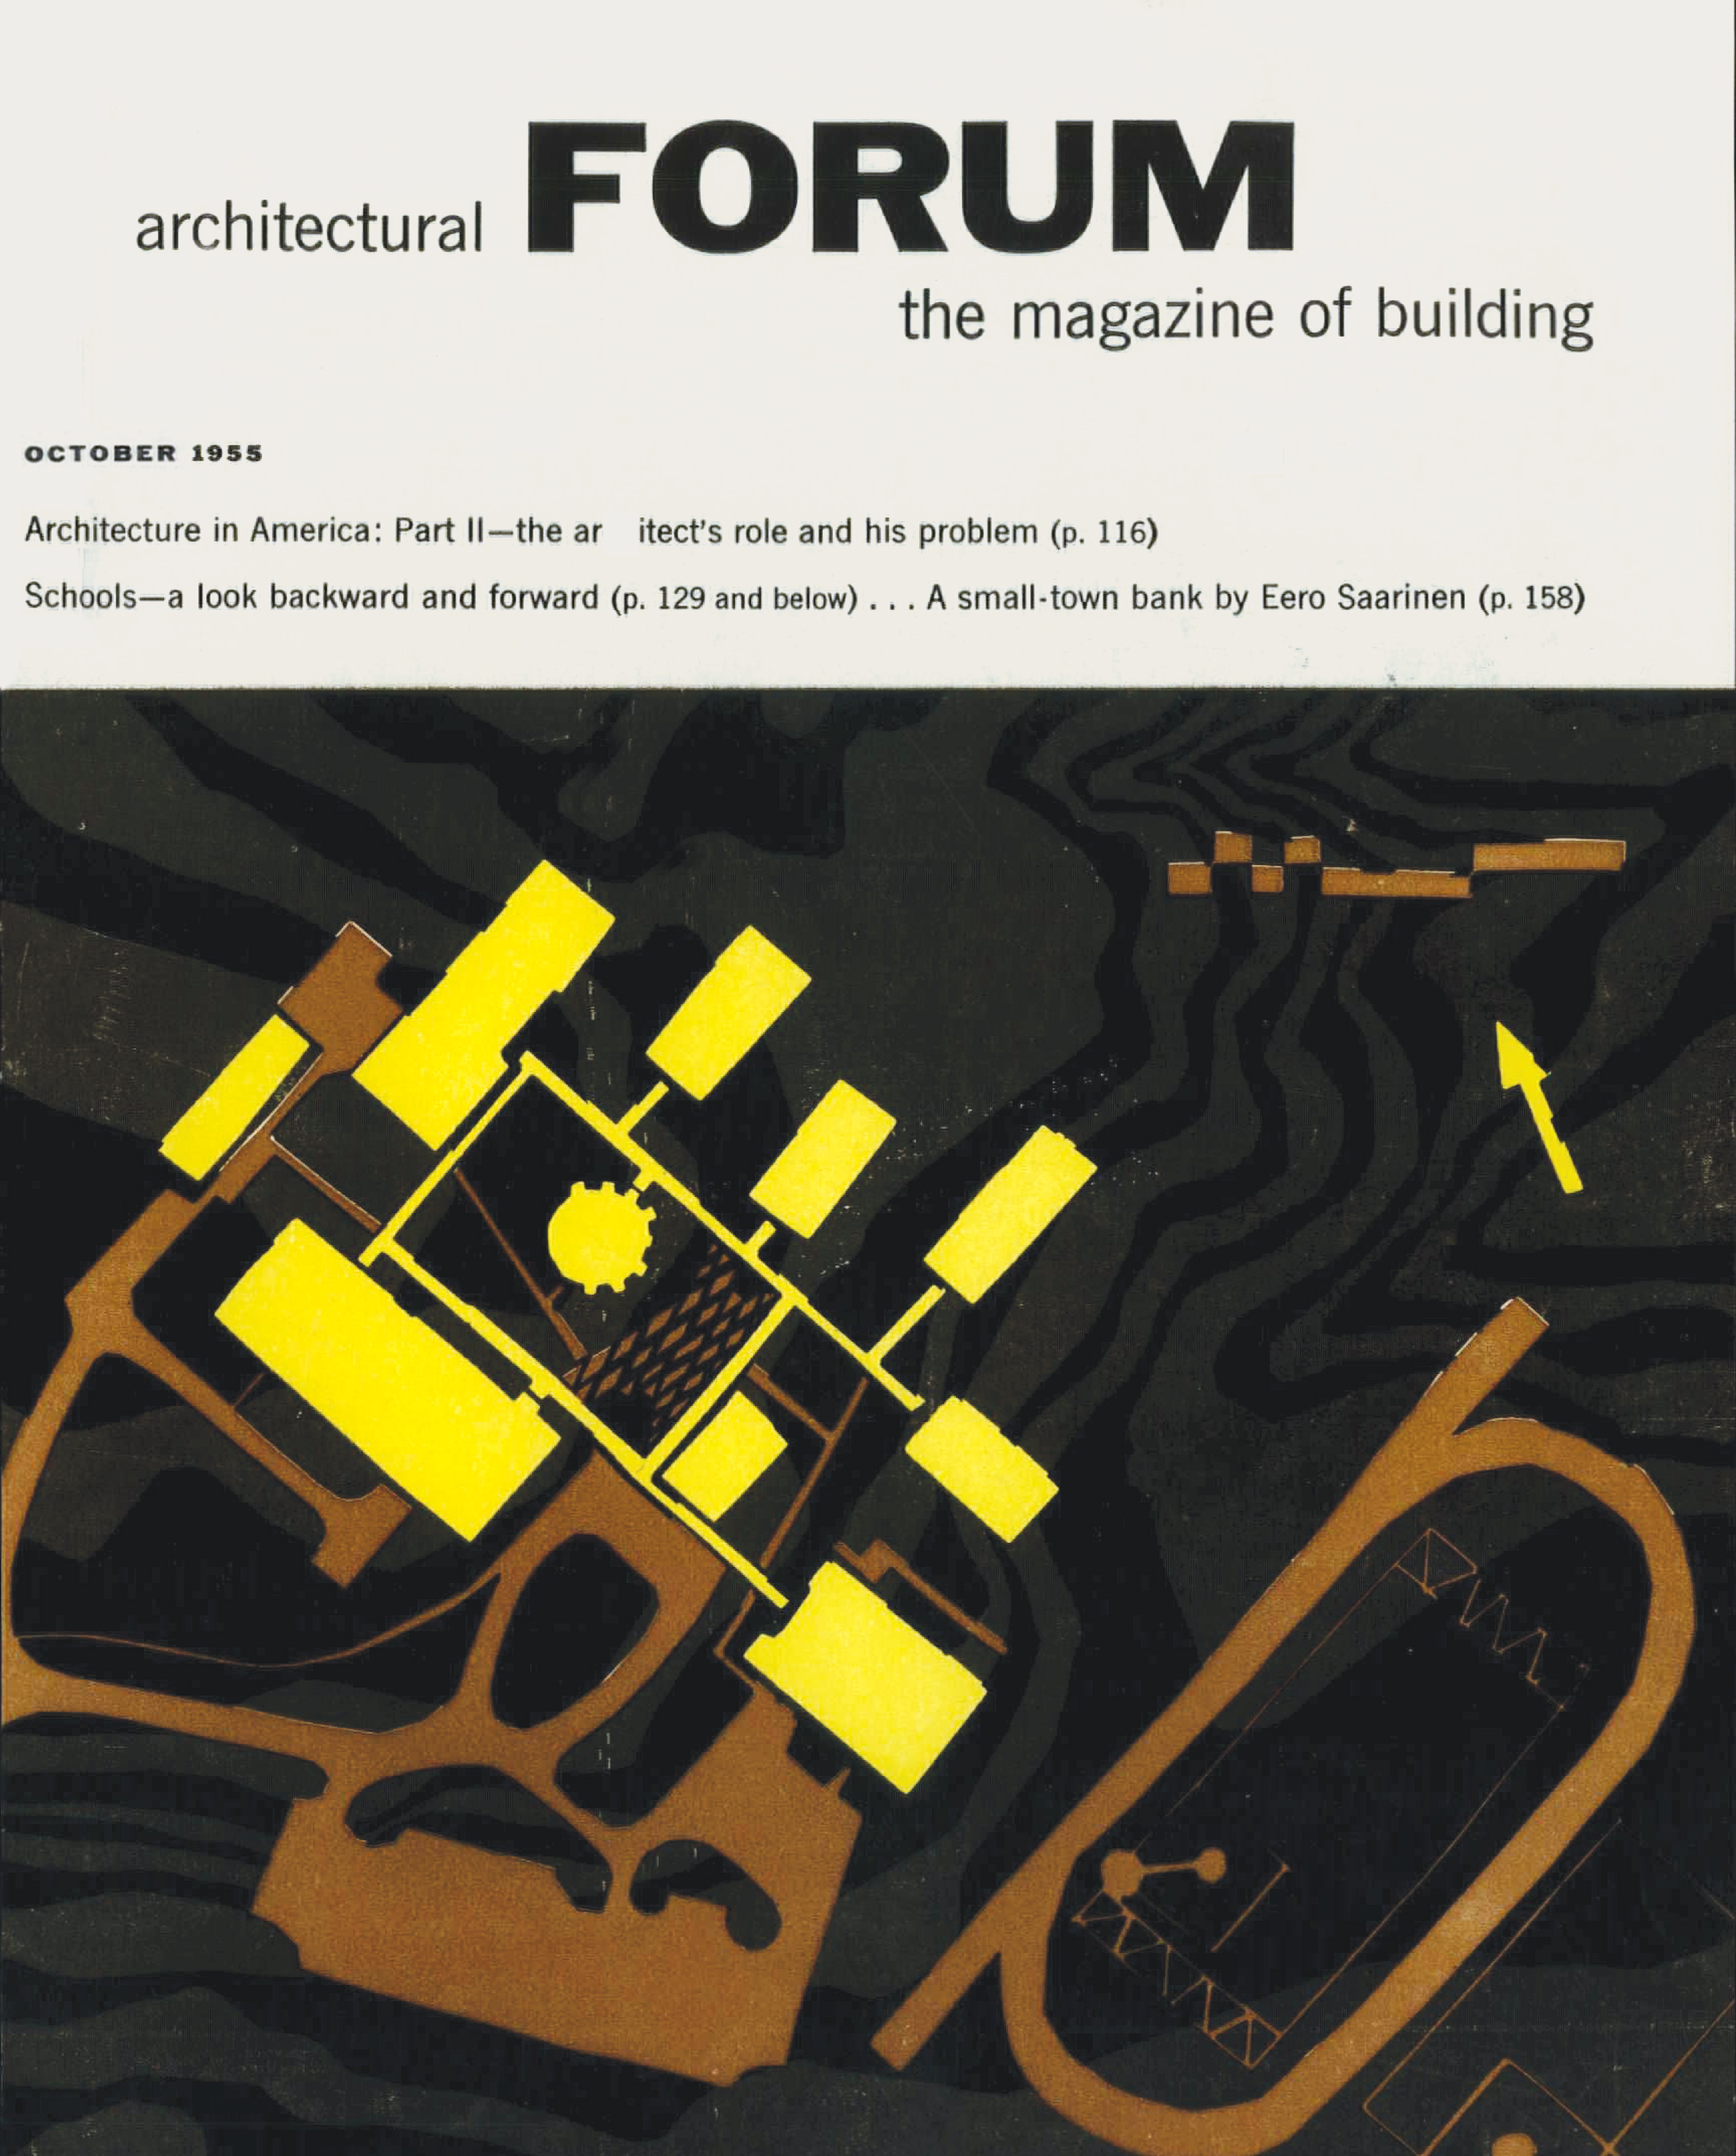 architectural FORUM
the magazine of building
OCTOBER 1955
Architecture in America: Part II—the ar itect's role and his problem (p. 116)
Schools—a look backward and forward (p. 129 and below) . . . A small-town bank by Eero Saarinen (p. 158)